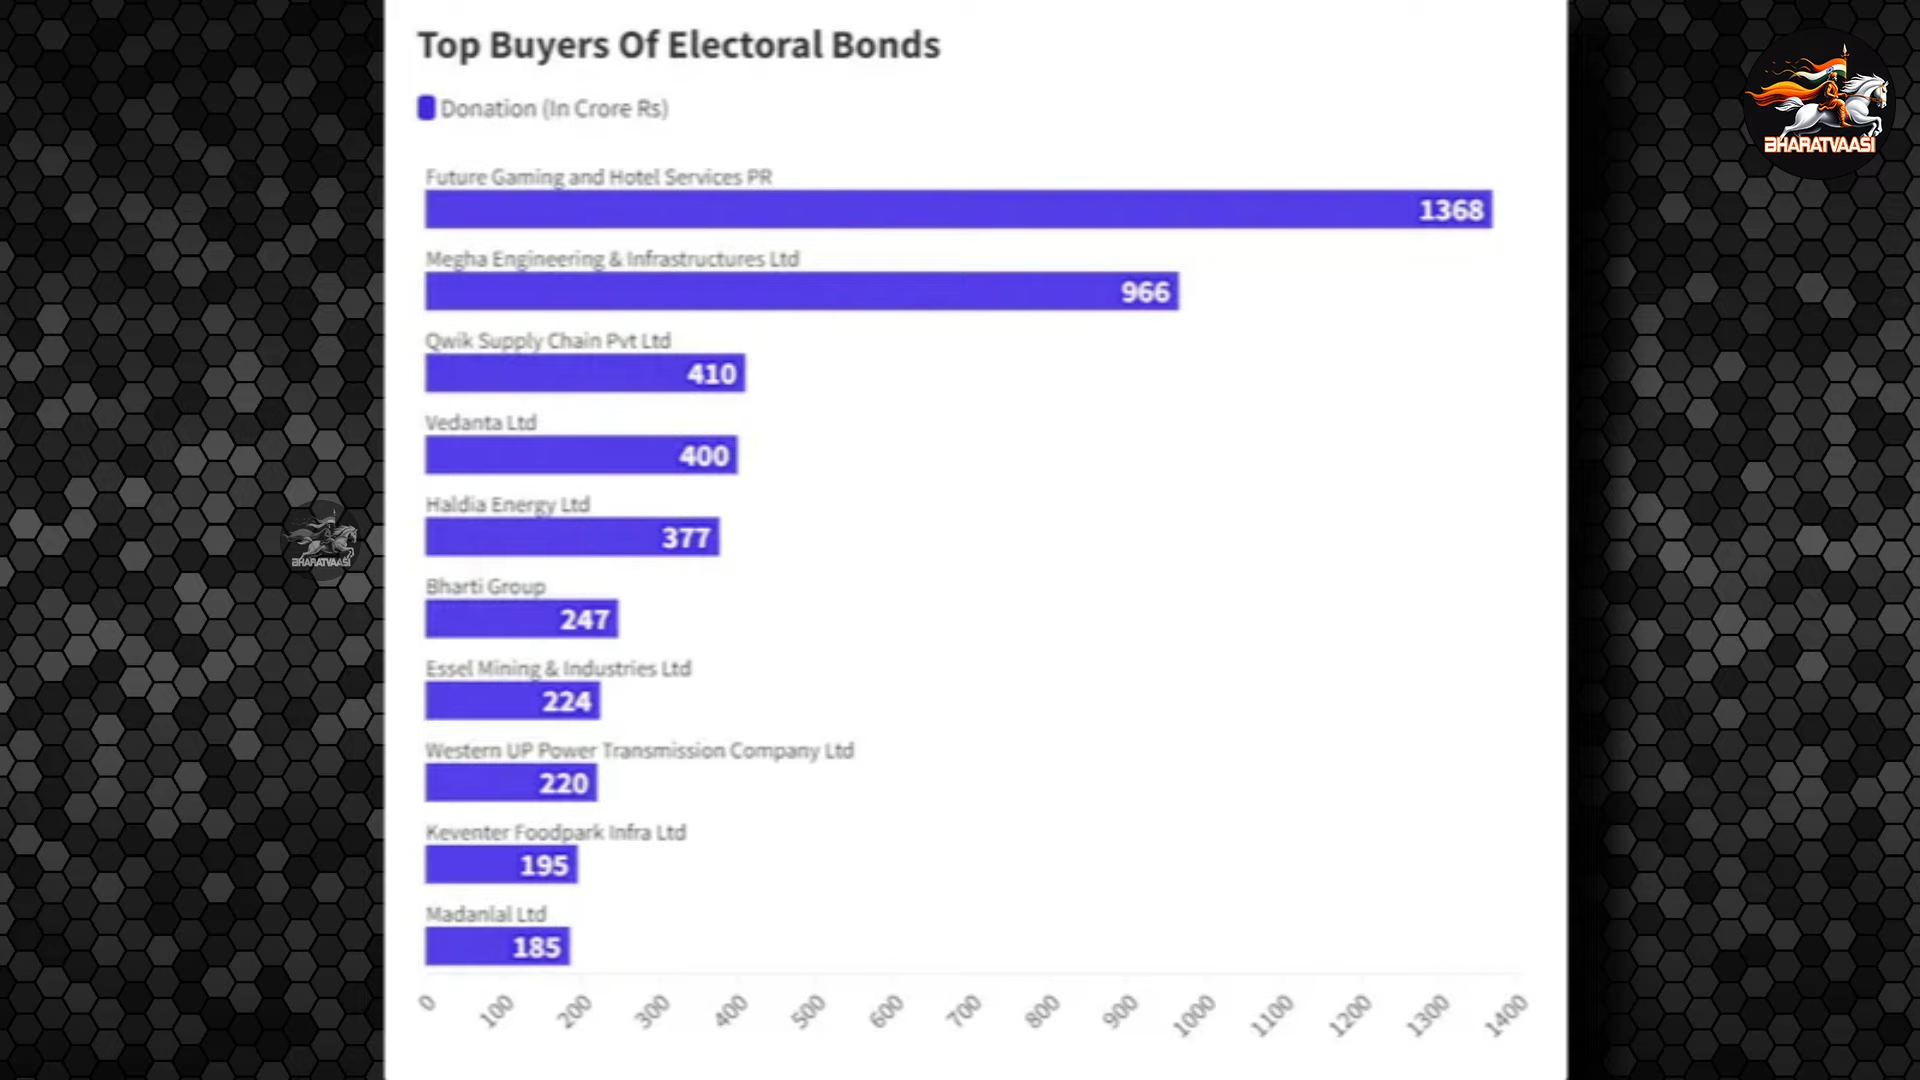 Top Buyers Of Electoral Bonds
Donation (In Crore Rs)
BHARATVAASI
Future Gaming and Hotel Services PR
1368
Megha Engineering & Infrastructures Ltd
966
Qwik Supply Chain Pvt Ltd
410
Vedanta Ltd
400
Haldia Energy Ltd
377
BHARATVAASI
Bharti Group
247
Essel Mining & Industries Ltd
224
Western UP Power Transmission Company Ltd
220
Keventer Foodpark Infra Ltd
195
Madanlal Ltd
185
0 100 200 300 400 500 600 700 800 900 1000 1100 1200 1300 1400